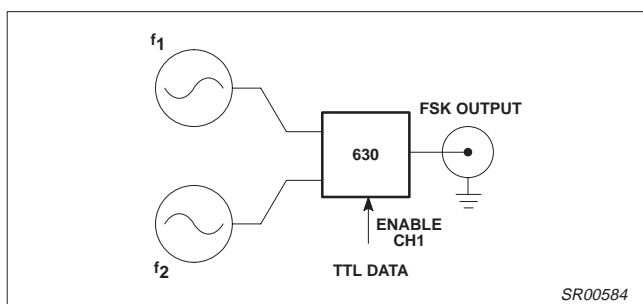 f1
FSK OUTPUT
630
ENABLE
CH1
f2
TTL DATA
SR00584